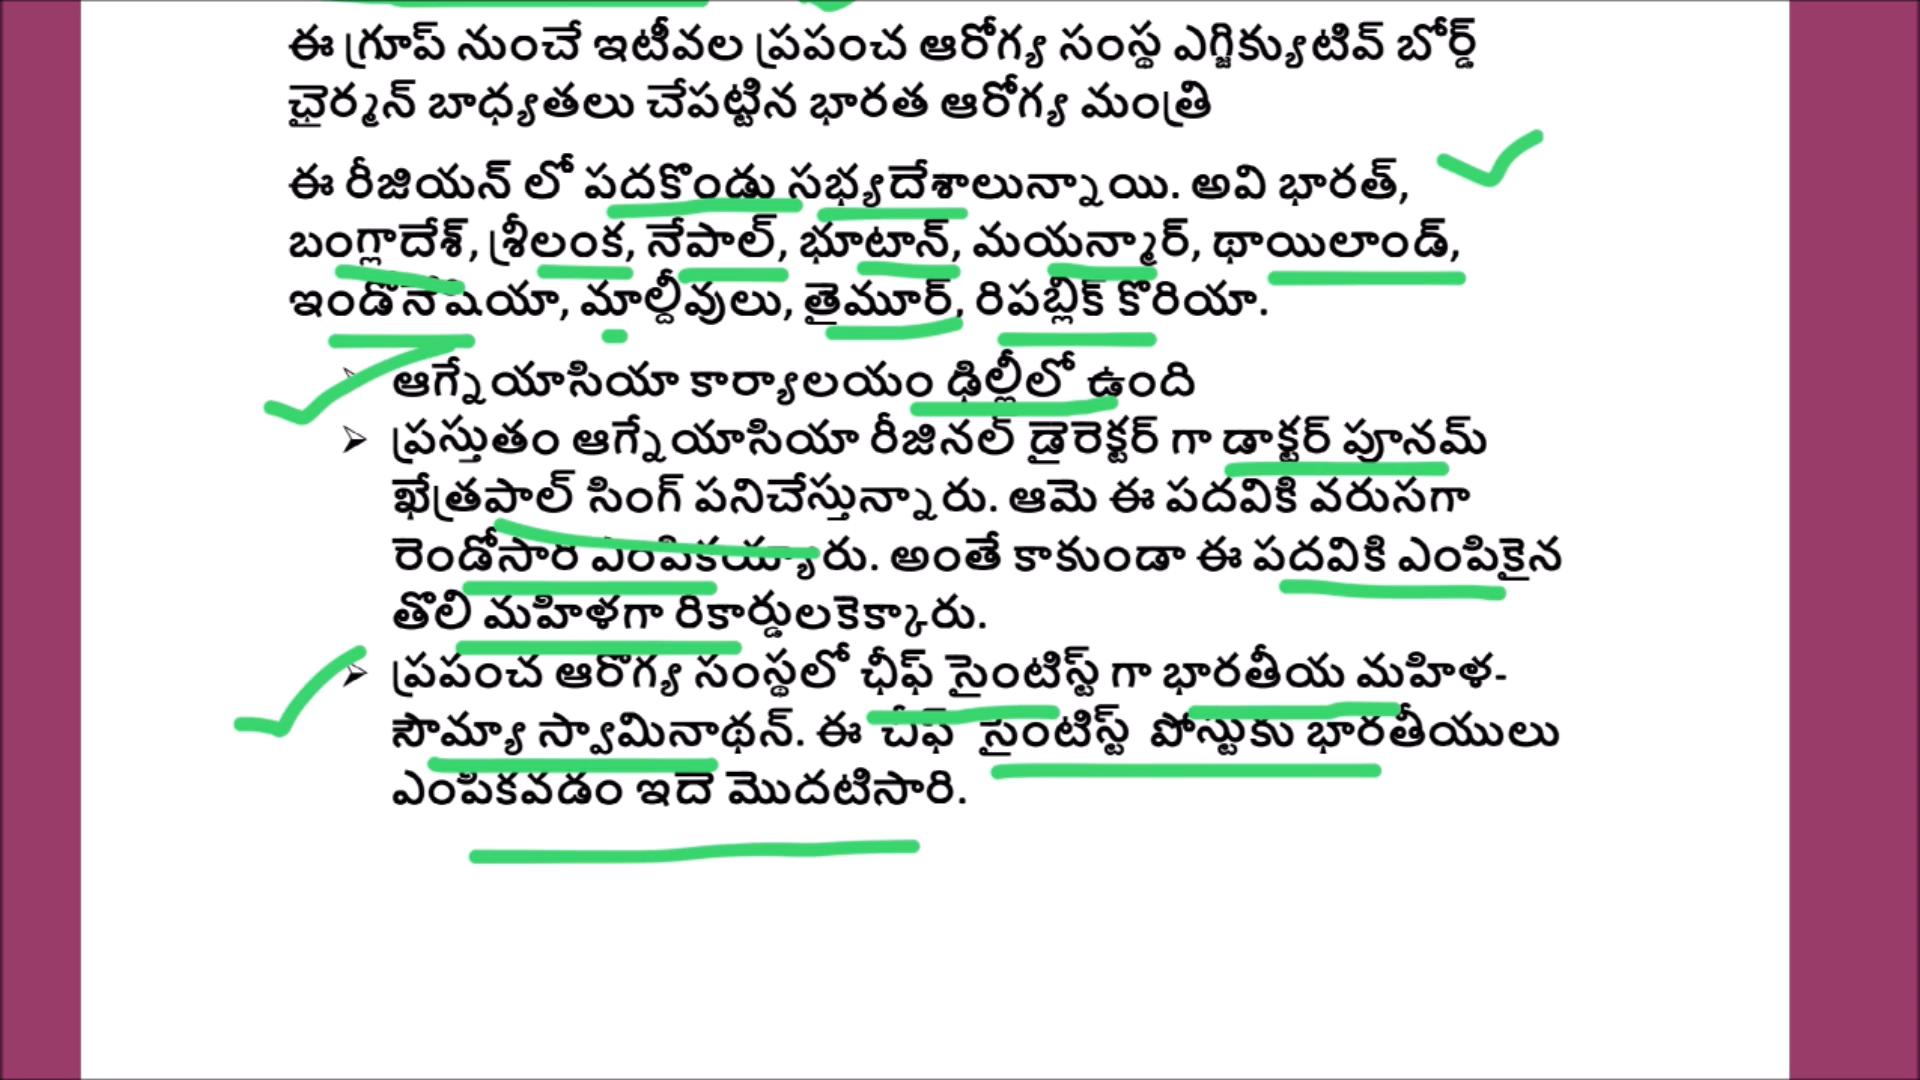 ఈ గ్రూప్ నుంచే ఇటీవల ప్రపంచ ఆరోగ్య సంస్థ ఎగ్జిక్యుటివ్ బోర్డ్
ఛైర్మన్ బాధ్యతలు చేపట్టిన భారత ఆరోగ్య మంత్రి
ఈ రీజియన్ లో పదకొండు సభ్యదేశాలున్నాయి. అవి భారత్,
బంగ్లాదేశ్, శ్రీలంక, నేపాల్, భూటాన్, మయన్మార్, థాయిలాండ్,
ఇండోనేషియా, మాల్దీవులు, తైమూర్, రిపబ్లిక్ కొరియా.
ఆగ్నేయాసియా కార్యాలయం ఢిల్లీలో ఉంది
ప్రస్తుతం ఆగ్నేయాసియా రీజినల్ డైరెక్టర్ గా డాక్టర్ పూనమ్
ఖేత్రపాల్ సింగ్ పనిచేస్తున్నారు. ఆమె ఈ పదవికి వరుసగా
రెండోసారి ఎంపికయ్యారు. అంతే కాకుండా ఈ పదవికి ఎంపికైన
తొలి మహిళగా రికార్డులకెక్కారు.
ప్రపంచ ఆరోగ్య సంస్థలో ఛీఫ్ సైంటిస్ట్ గా భారతీయ మహిళ-
సౌమ్యా స్వామినాథన్. ఈ చీఫ్ సైంటిస్ట్ పోస్టుకు భారతీయులు
ఎంపికవడం ఇదే మొదటిసారి.